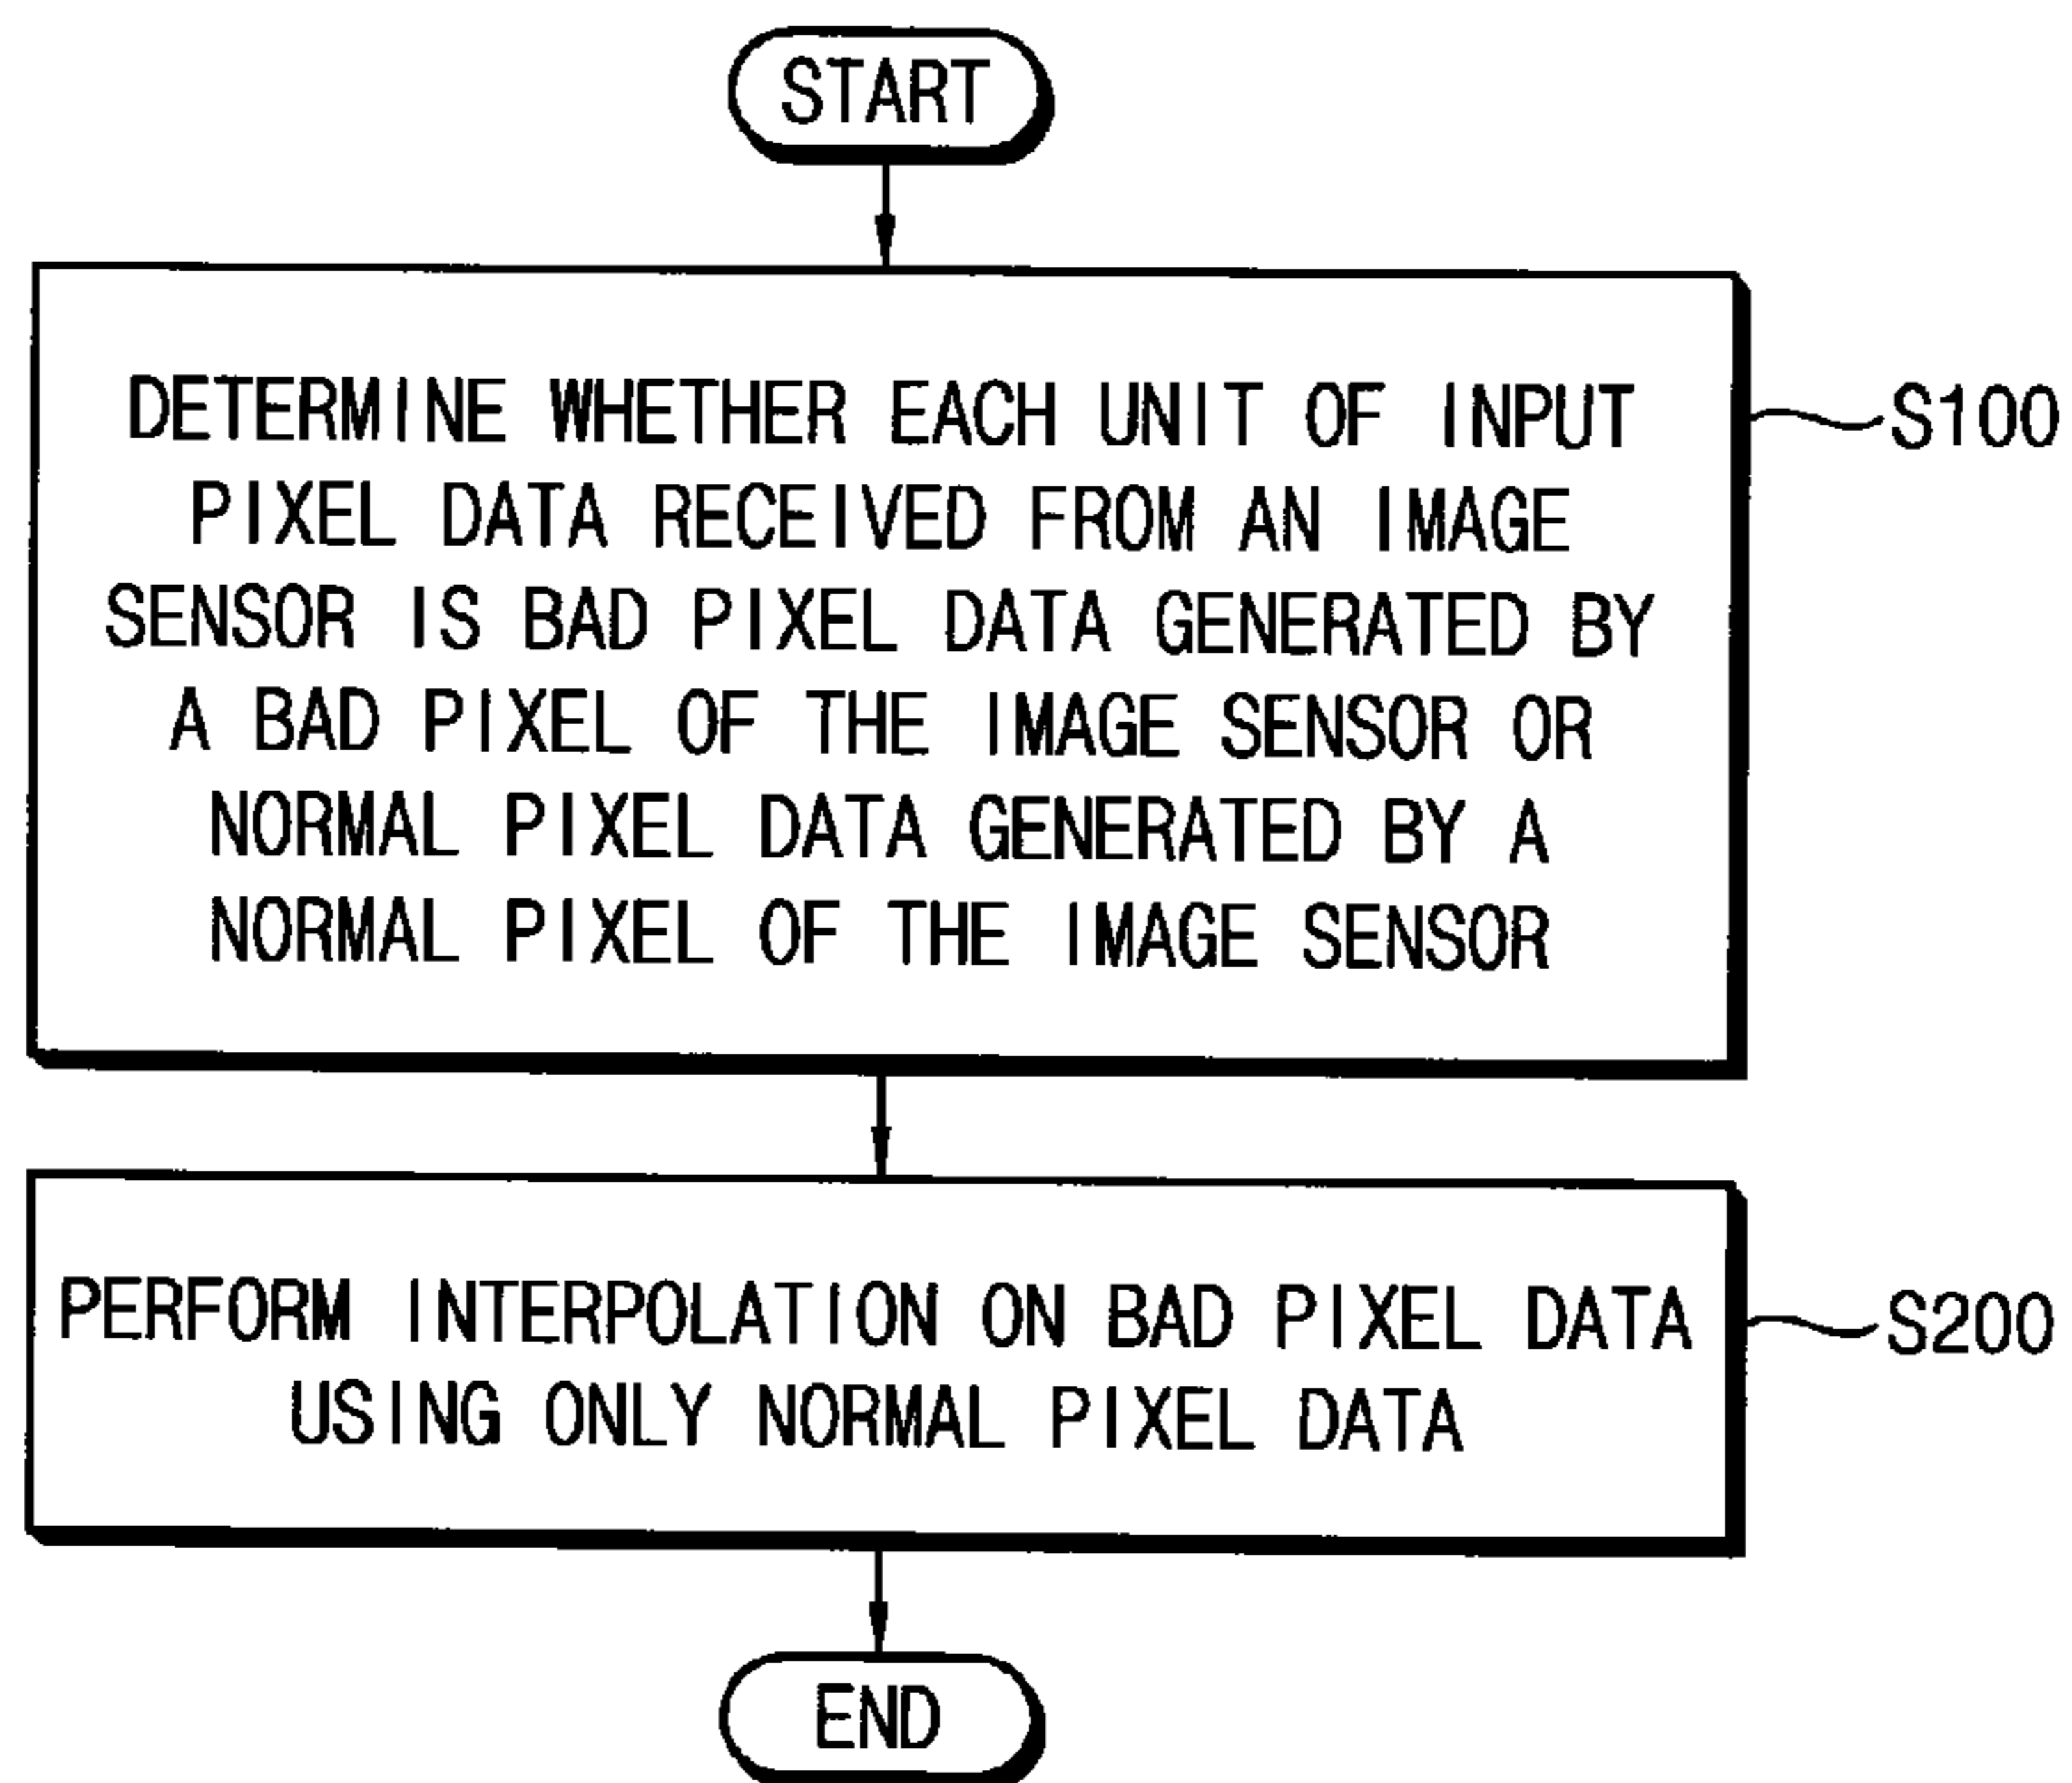 START
DETERMINE WHETHER EACH UNIT OF INPUT
PIXEL DATA RECEIVED FROM AN IMAGE
SENSOR IS BAD PIXEL DATA GENERATED BY
A BAD PIXEL OF THE IMAGE SENSOR OR
NORMAL PIXEL DATA GENERATED BY A
NORMAL PIXEL OF THE IMAGE SENSOR
S100
PERFORM INTERPOLATION ON BAD PIXEL DATA
USING ONLY NORMAL PIXEL DATA
S200
END